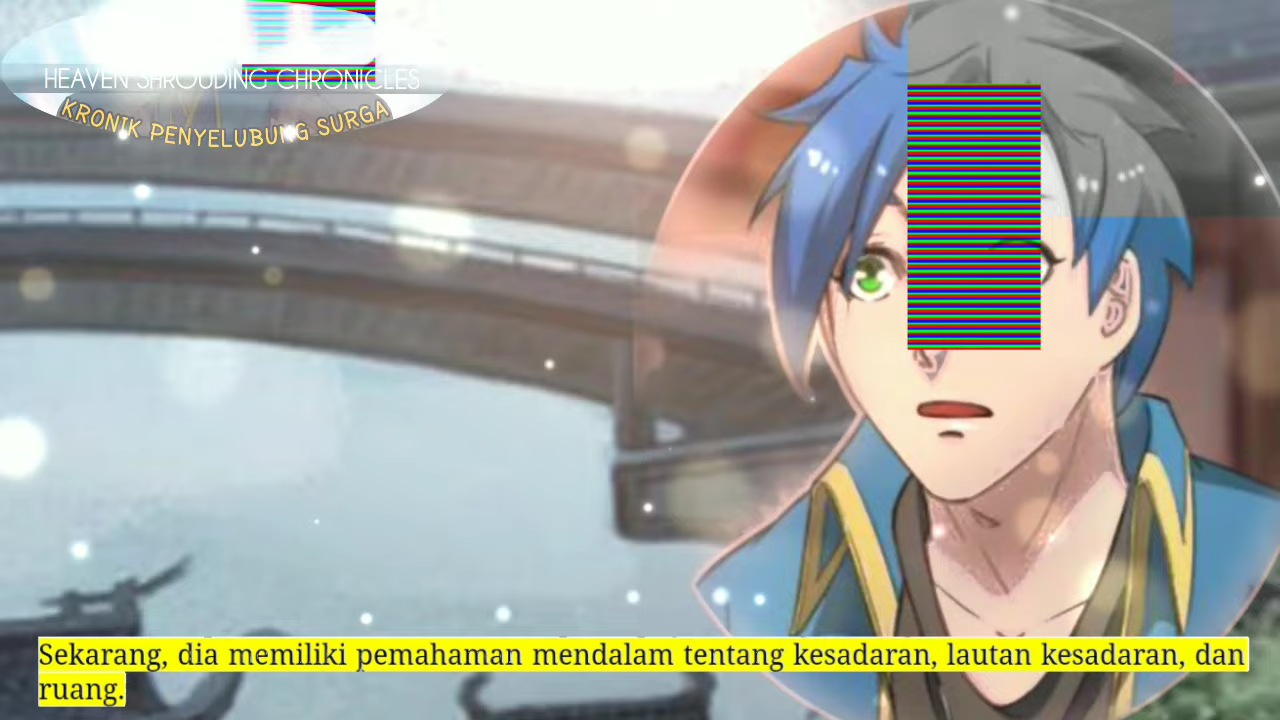 HEAVEN SHROUDING CHRONICLES
KRONIK PENYELUBUNG SURGA
Sekarang, dia memiliki pemahaman mendalam tentang kesadaran, lautan kesadaran, dan
ruang.